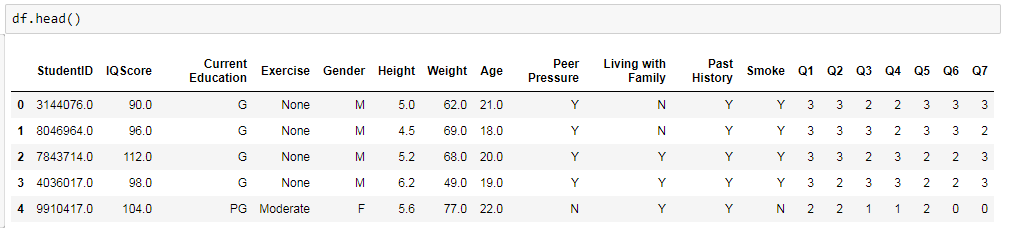 df.head()
StudentID IQScore Current Education Exercise Gender Height Weight Age Peer Pressure Living with Family Past History Smoke Q1 Q2 Q3 Q4 Q5 Q6 Q7
0 3144076.0 90.0 G None M 5.0 62.0 21.0 Y N Y Y 3 3 2 2 3 3 3
1 8046964.0 96.0 G None M 4.5 69.0 18.0 Y N Y Y 3 3 3 2 3 3 2
2 7843714.0 112.0 G None M 5.2 68.0 20.0 Y Y Y Y 3 3 2 3 2 2 3
3 4036017.0 98.0 G None M 6.2 49.0 19.0 Y Y Y Y 3 2 3 3 2 2 3
4 9910417.0 104.0 PG Moderate F 5.6 77.0 22.0 N Y Y N 2 2 1 1 2 0 0